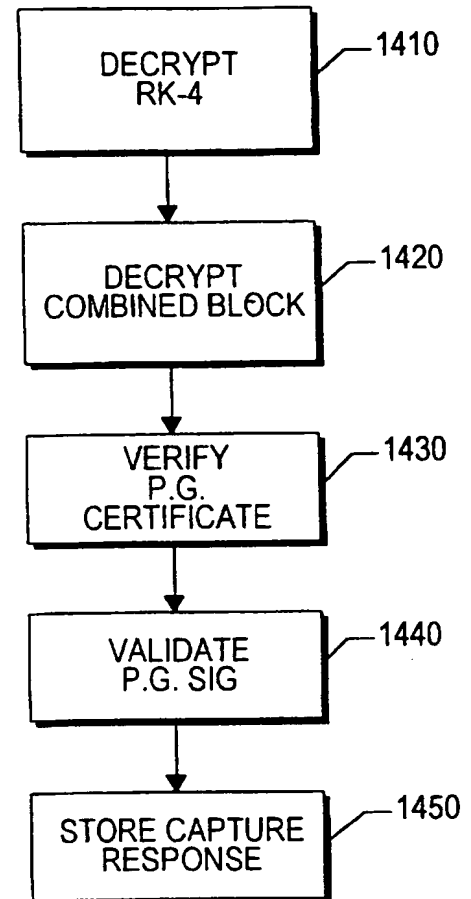 DECRYPT
RK-4
1410
DECRYPT
COMBINED BLOCK
1420
VERIFY
P.G.
CERTIFICATE
1430
VALIDATE
P.G. SIG
1440
STORE CAPTURE
RESPONSE
1450